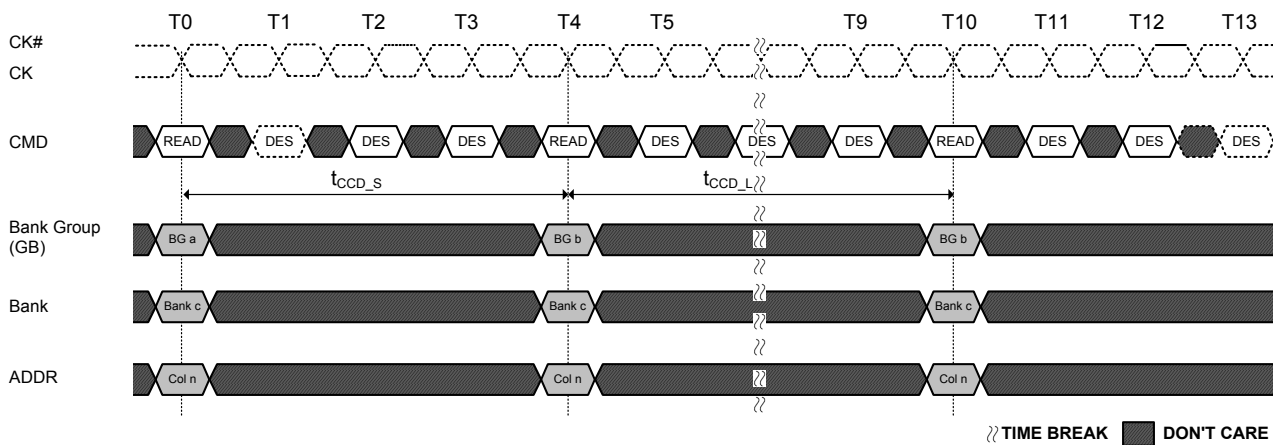 T0 T1 T2 T3 T4 T5 T9 T10 T11 T12 T13
CK#
CK
CMD READ DES DES DES READ DES DES DES READ DES DES DES
tCCD_S tCCD_L
Bank Group
(GB)
BG a BG b BG b
Bank Bank c Bank c Bank c
ADDR Col n Col n Col n
TIME BREAK DON'T CARE